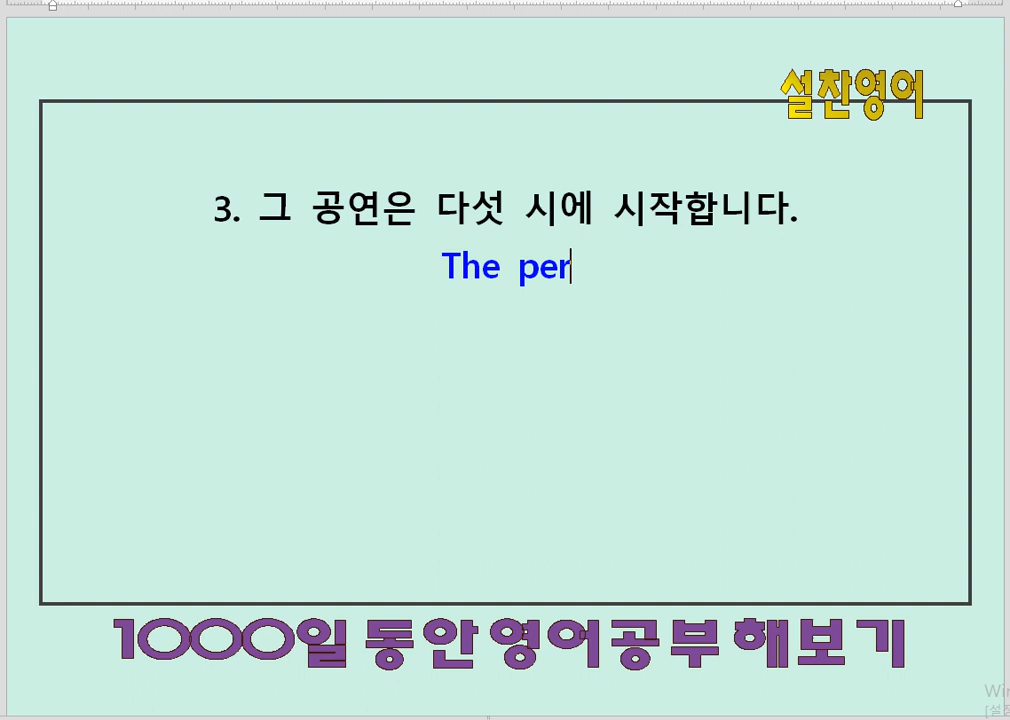 설찬영어
3. 그 공연은 다섯 시에 시작합니다.
The per
1000일 동안 영어 공부 해보기